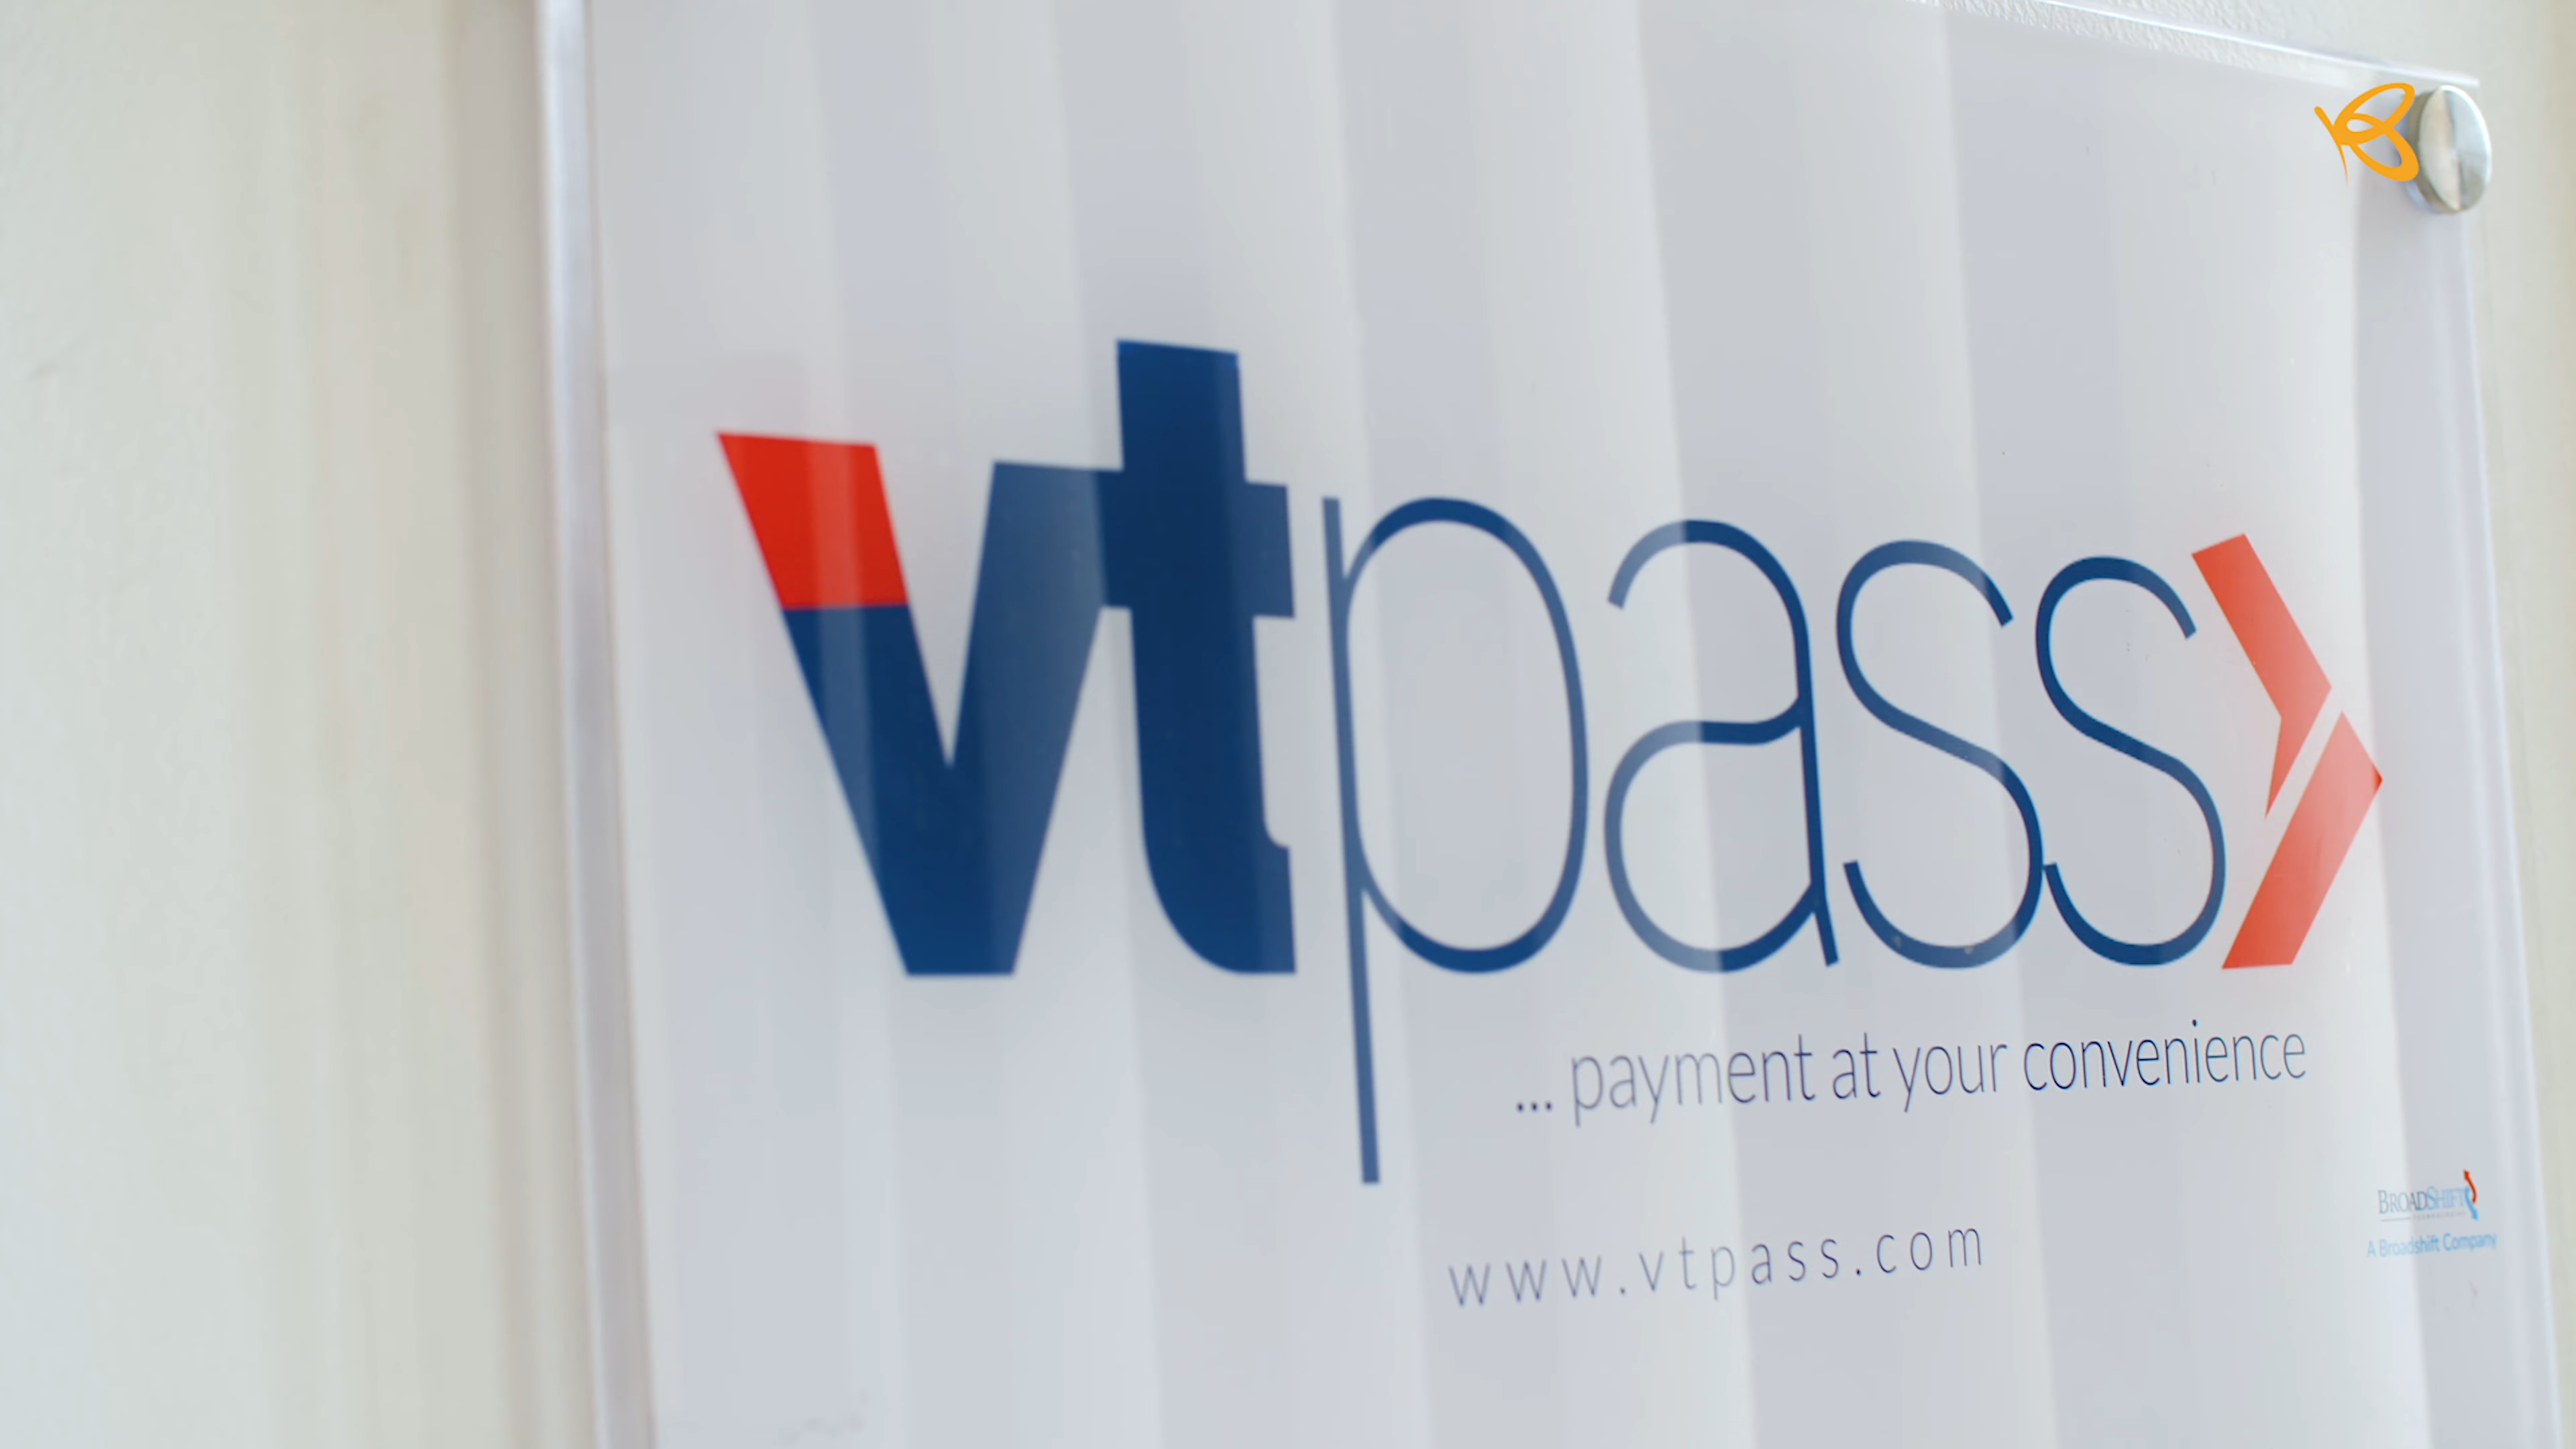 vtpass
... payment at your convenience
www.vtpass.com
BROADSHIFT
A Broadshift Company